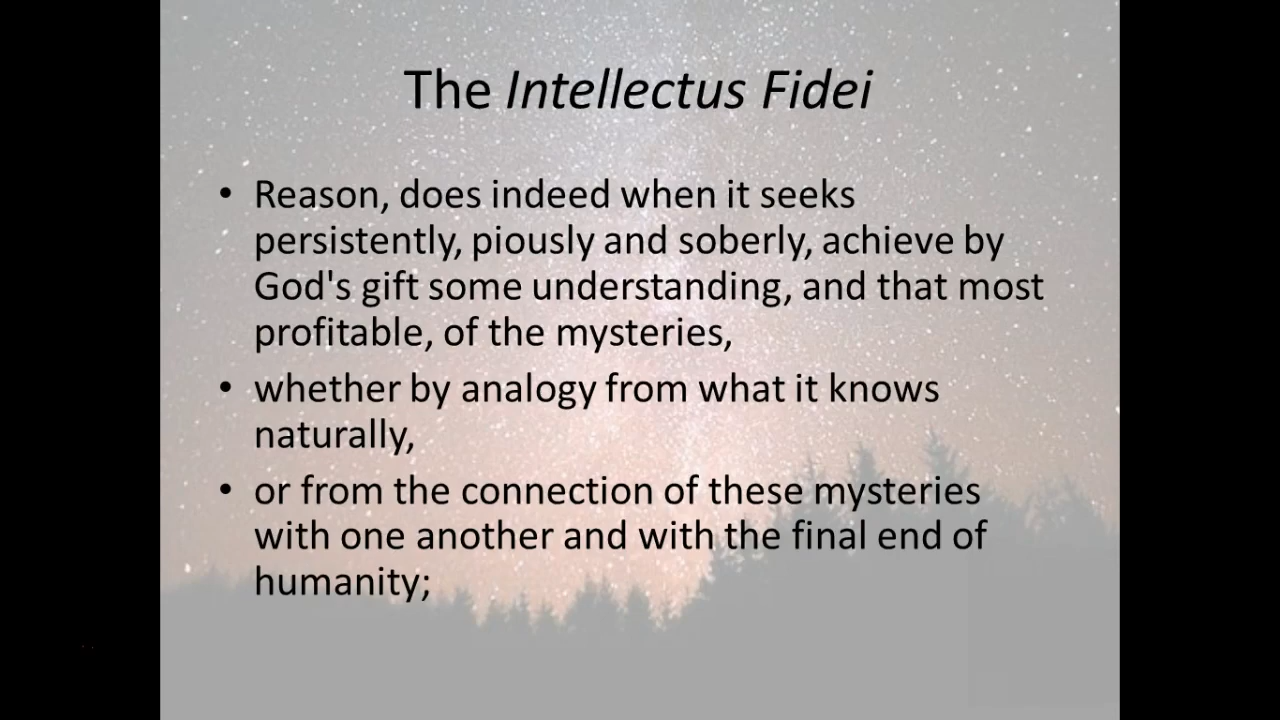 The Intellectus Fidei
• Reason, does indeed when it seeks
persistently, piously and soberly, achieve by
God's gift some understanding, and that most
profitable, of the mysteries,
• whether by analogy from what it knows
naturally,
• or from the connection of these mysteries
with one another and with the final end of
humanity;